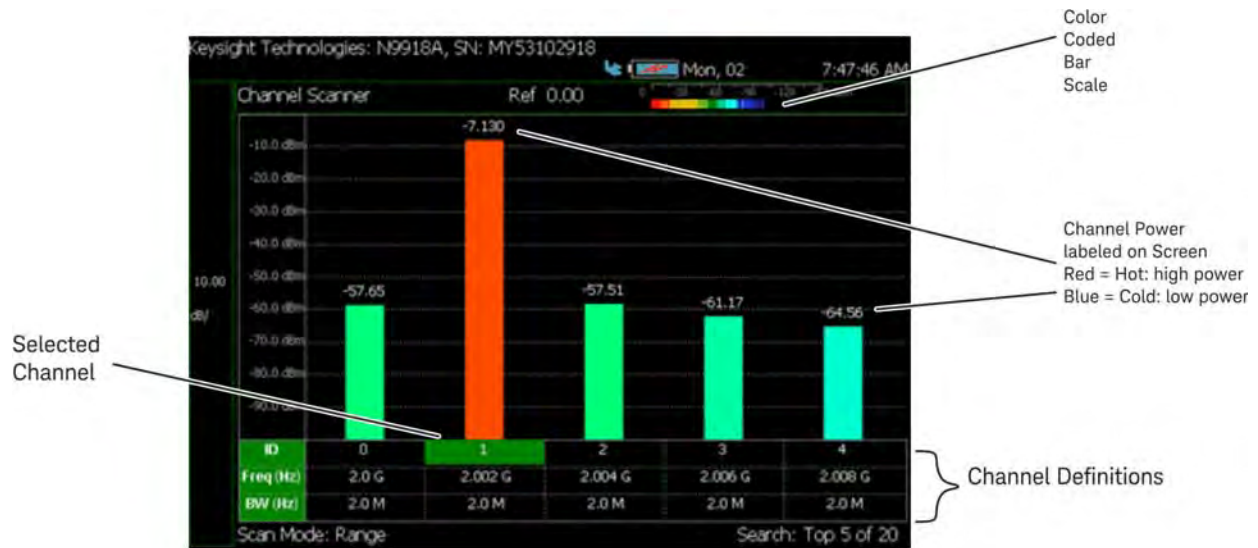 Keysight Technologies: N9918A, SN: MY53102918
Mon, 02 7:47:46 AM
Channel Scanner Ref 0.00
Color
Coded
Bar
Scale
-7.130
-10.0 dBm
-20.0 dBm
-30.0 dBm
-40.0 dBm
-50.0 dBm
-60.0 dBm
-70.0 dBm
-80.0 dBm
-90.0 dBm
10.00
dB/
-57.65
-57.51
-61.17
-64.56
Channel Power
labeled on Screen
Red = Hot: high power
Blue = Cold: low power
Selected
Channel
ID 0 1 2 3 4
Freq (Hz) 2.0 G 2.002 G 2.004 G 2.006 G 2.008 G
BW (Hz) 2.0 M 2.0 M 2.0 M 2.0 M 2.0 M
Channel Definitions
Scan Mode: Range Search: Top 5 of 20